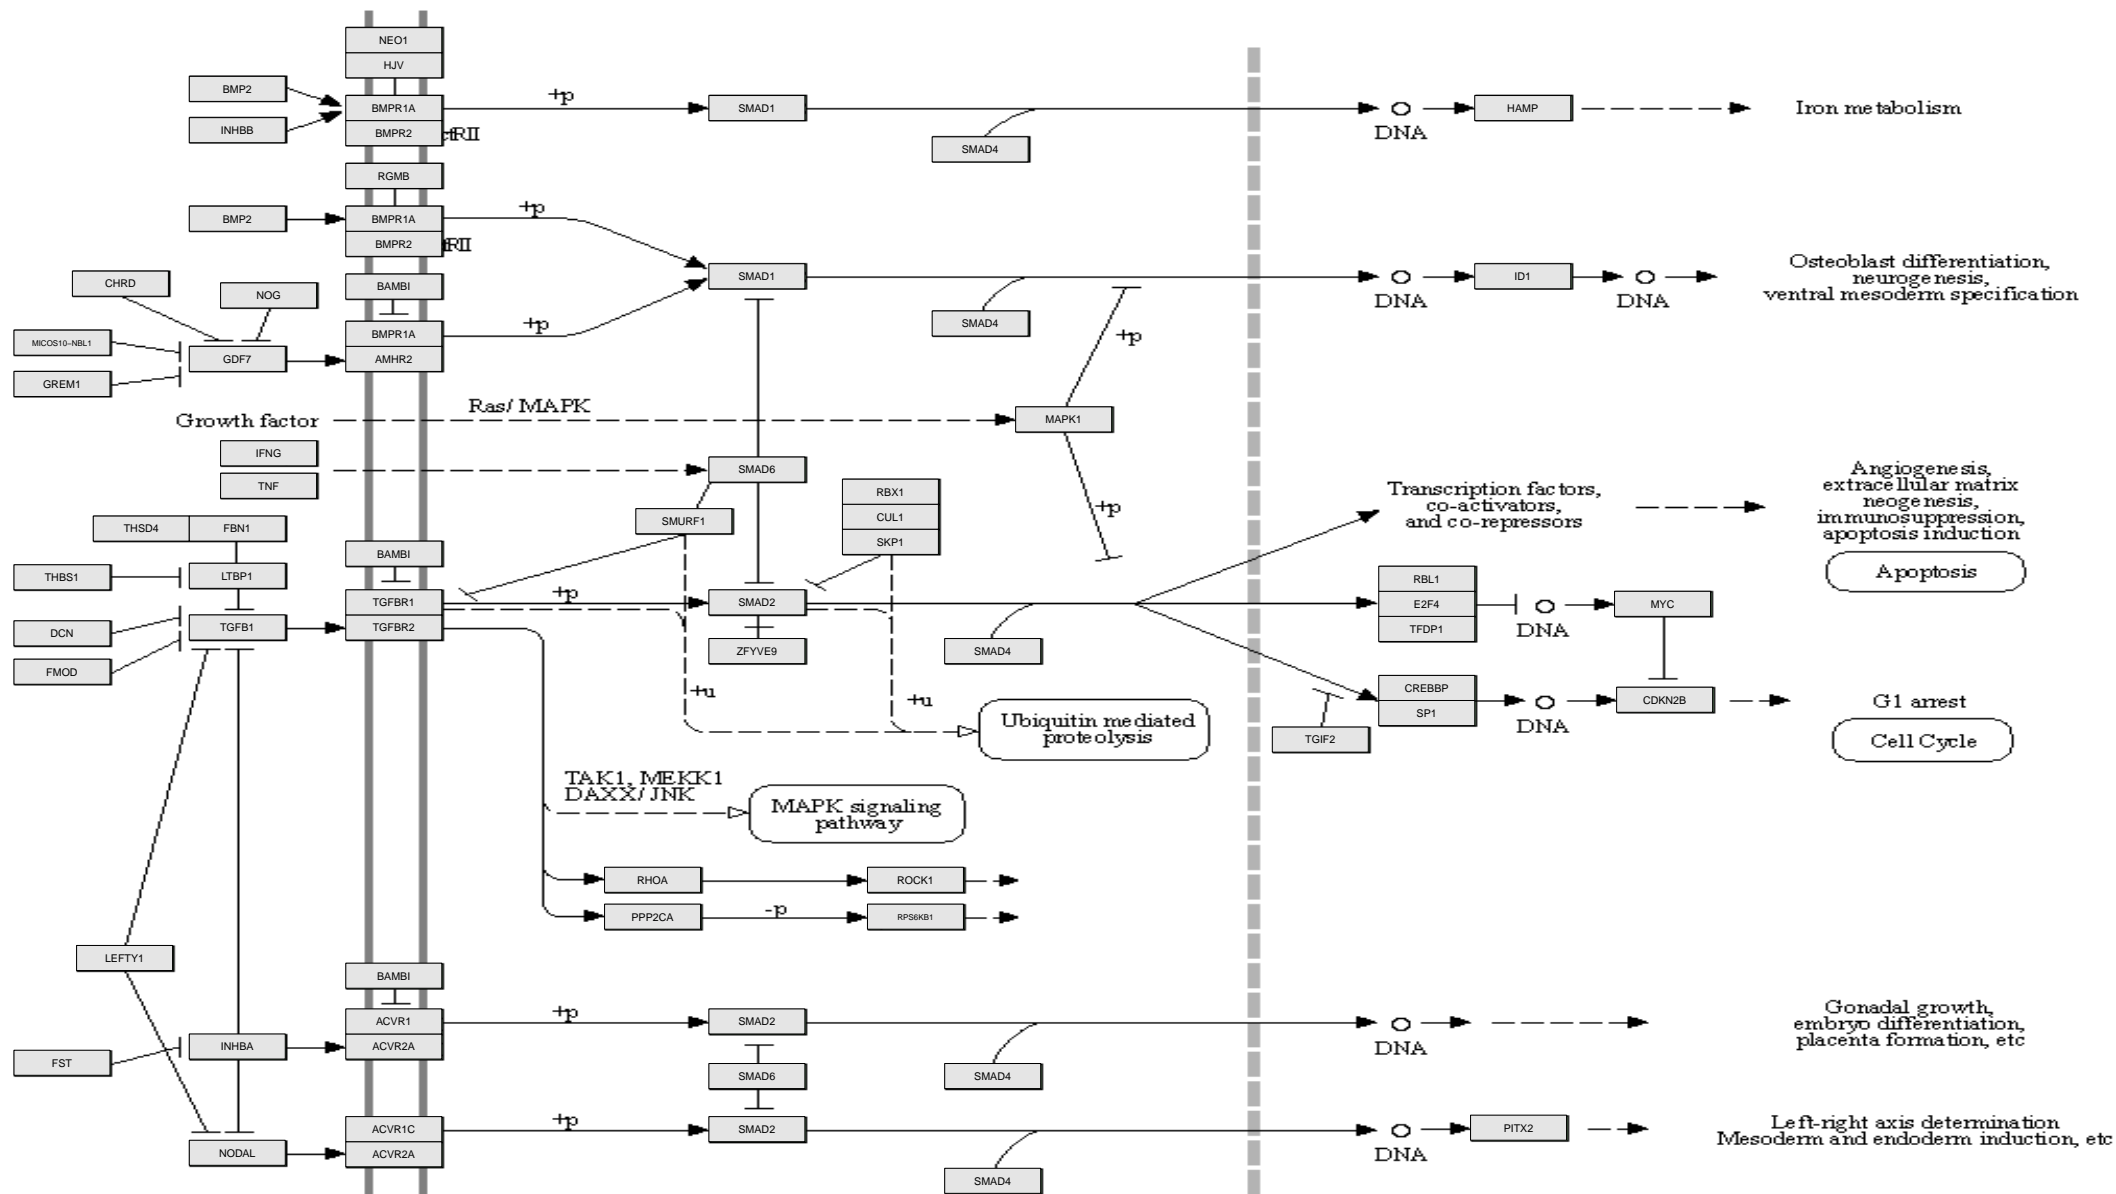 NEO1
HJV
BMP2
INHBB
BMPR1A
BMPR2
RII
+p
SMAD1
SMAD4
DNA
HAMP
Iron metabolism
RGMB
BMP2
BMPR1A
BMPR2
RII
+p
SMAD1
SMAD4
DNA
ID1
DNA
Osteoblast differentiation,
neurogenesis,
ventral mesoderm specification
CHRD
NOG
BAMBI
MICOS10-NBL1
GREM1
GDF7
BMPR1A
AMHR2
+p
+p
Growth factor
Ras/ MAPK
MAPK1
IFNG
TNF
SMAD6
+p
THSD4
FBN1
SMURF1
RBX1
CUL1
SKP1
Transcription factors,
co-activators,
and co-repressors
Angiogenesis,
extracellular matrix
neogenesis,
immunosuppression,
apoptosis induction
Apoptosis
BAMBI
THBS1
LTBP1
DCN
FMOD
TGFB1
TGFBR1
TGFBR2
+p
SMAD2
ZFYVE9
SMAD4
RBL1
E2F4
TFDP1
DNA
MYC
+u
+u
Ubiquitin mediated
proteolysis
TGIF2
CREBBP
SP1
DNA
CDKN2B
G1 arrest
Cell Cycle
TAK1, MEKK1
DAXX/ JNK
MAPK signaling
pathway
RHOA
ROCK1
PPP2CA
-p
RPS6KB1
LEFTY1
BAMBI
FST
INHBA
ACVR1
ACVR2A
+p
SMAD2
SMAD4
DNA
Gonadal growth,
embryo differentiation,
placenta formation, etc
SMAD6
NODAL
ACVR1C
ACVR2A
+p
SMAD2
SMAD4
DNA
PITX2
Left-right axis determination
Mesoderm and endoderm induction, etc